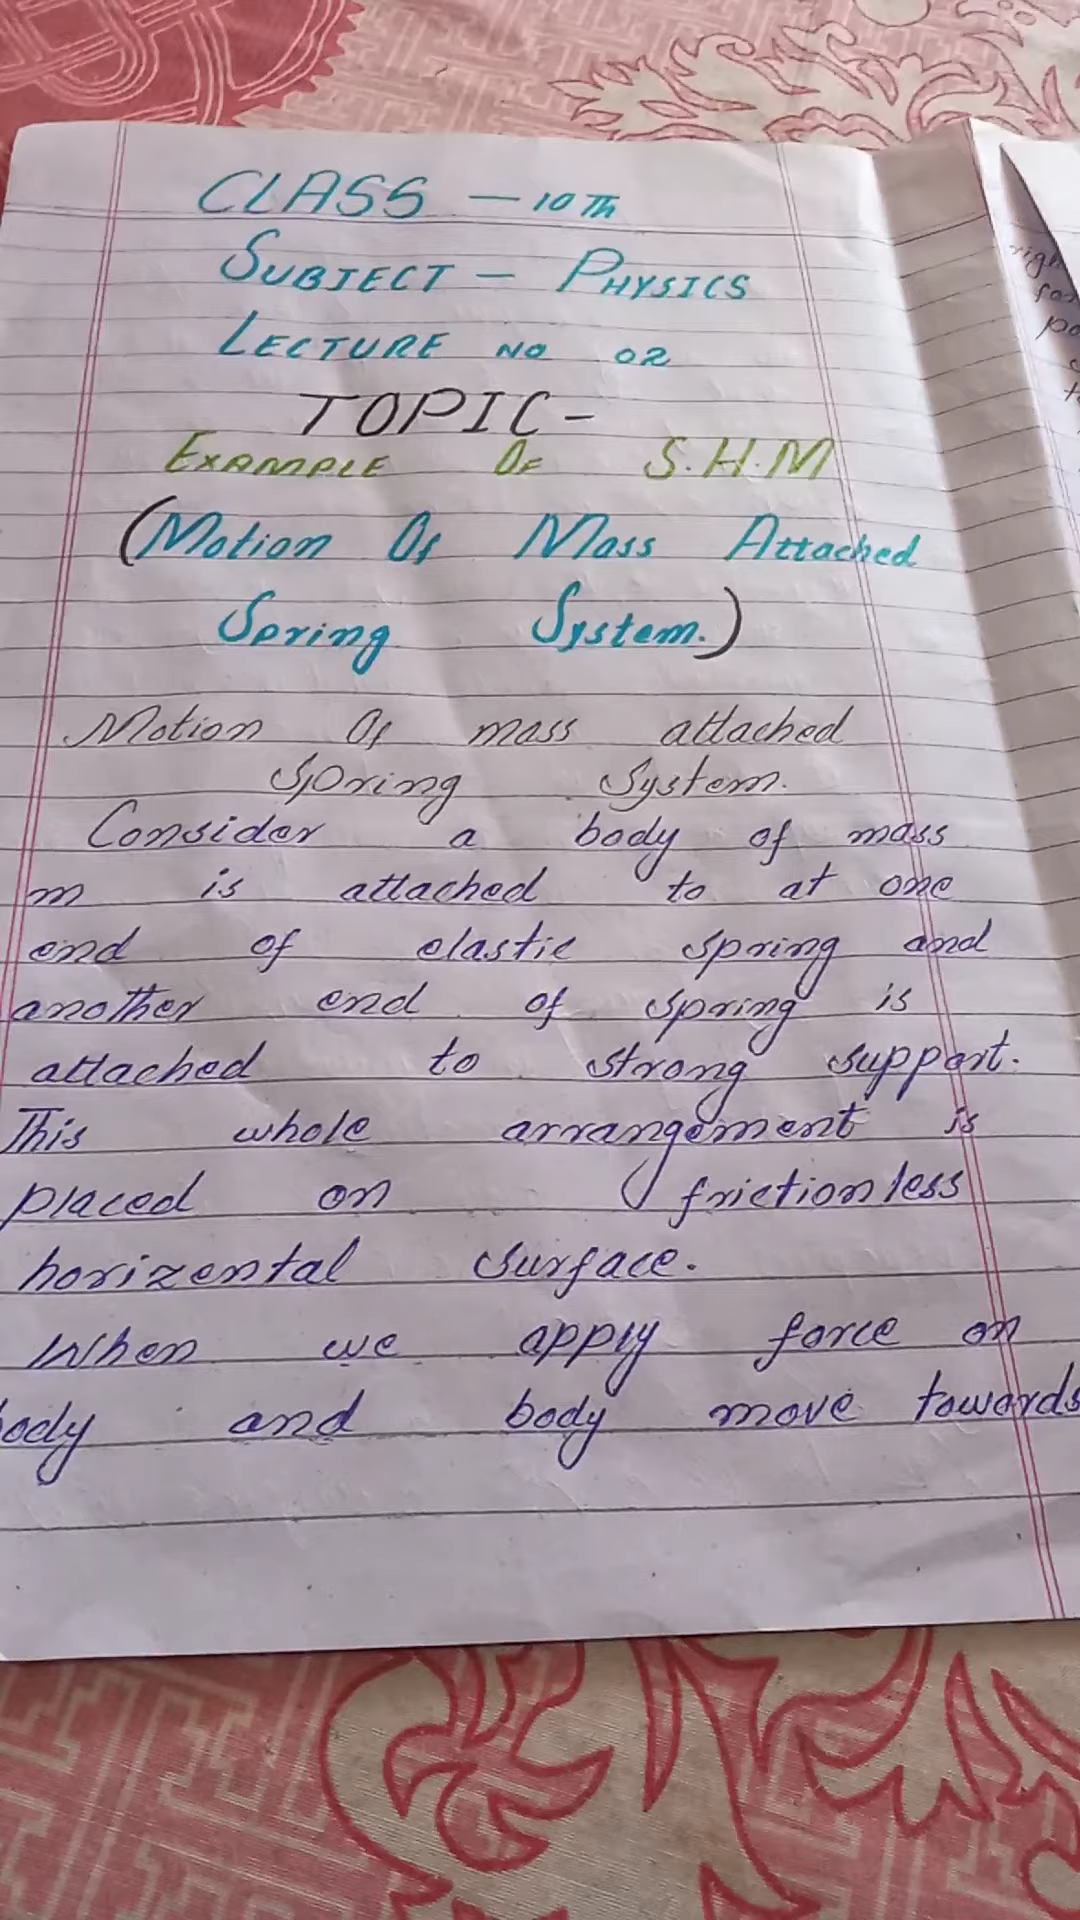 CLASS — 10Th
SUBJECT — PHYSICS
LECTURE NO 02
TOPIC-
EXAMPLE OF S.H.M
(Motion Of Mass Attached
Spring System.)
Motion Of mass attached
Spring System.
Consider a body of mass
m is attached to at one
end of elastic spring and
another end of spring is
attached to strong support.
This whole arrangement is
placed on frictionless
horizental surface.
When we apply force on
body and body move towards